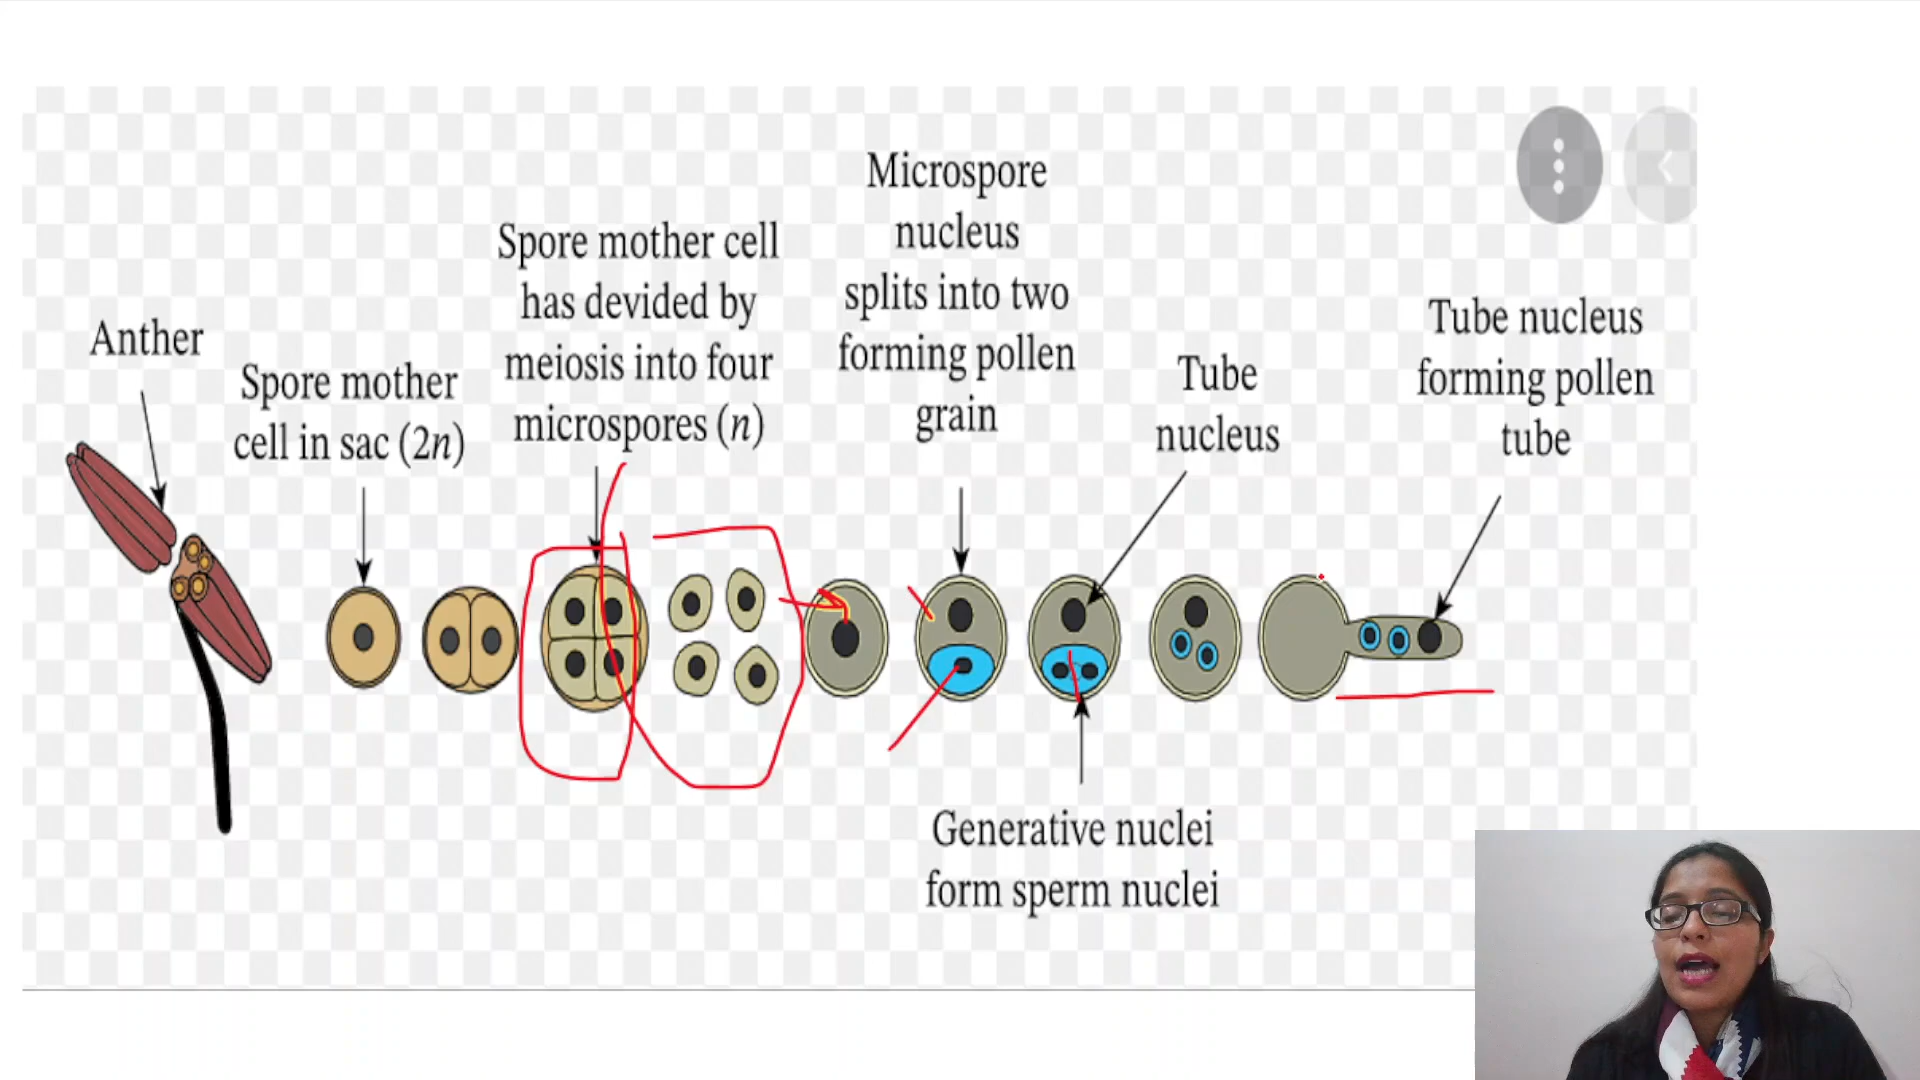 Anther
Spore mother
cell in sac (2n)
Spore mother cell
has devided by
meiosis into four
microspores (n)
Microspore
nucleus
splits into two
forming pollen
grain
Tube
nucleus
Tube nucleus
forming pollen
tube
Generative nuclei
form sperm nuclei